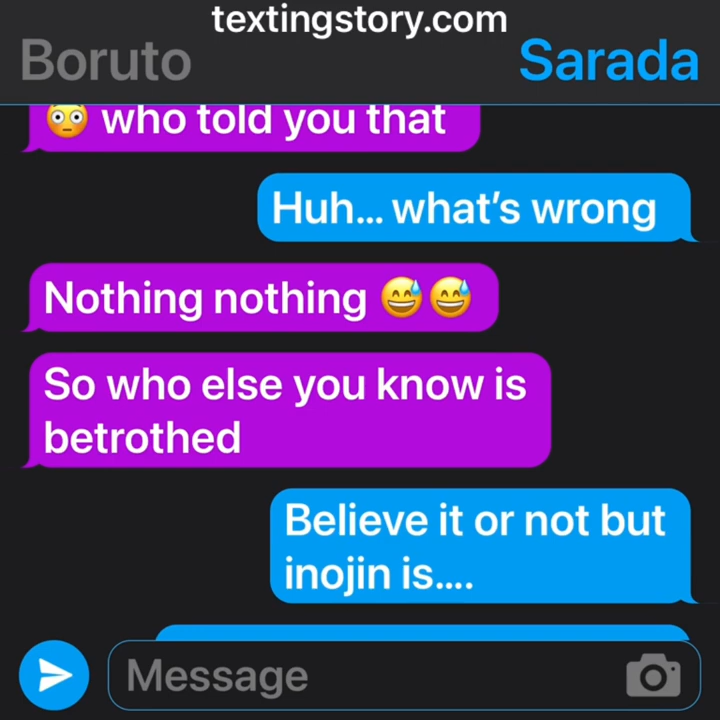 textingstory.com
Boruto Sarada
😳 who told you that
Huh... what's wrong
Nothing nothing 😅😅
So who else you know is
betrothed
Believe it or not but
inojin is....
Message